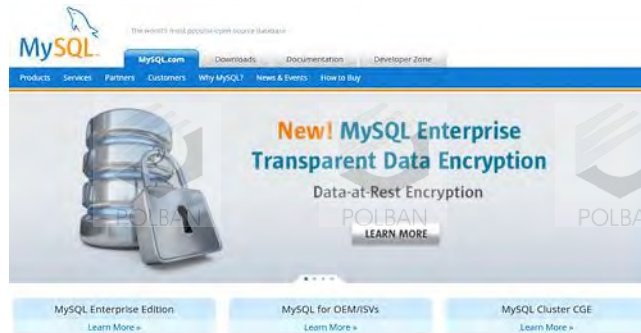 MySQL
The world's most popular open source database
MySQL.com Downloads Documentation Developer Zone
Products Services Partners Customers Why MySQL? News & Events How to Buy
New! MySQL Enterprise
Transparent Data Encryption
Data-at-Rest Encryption
LEARN MORE
POLBAN POLBAN POLBA
MySQL Enterprise Edition MySQL for OEM/ISVs MySQL Cluster CGE
Learn More » Learn More » Learn More »